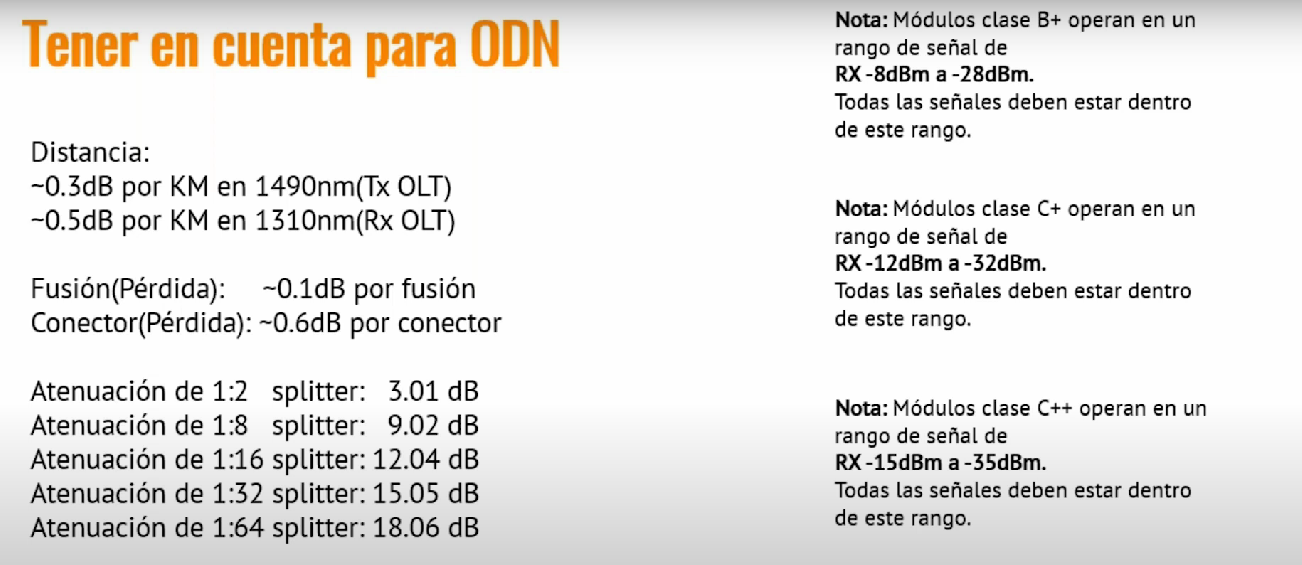 Tener en cuenta para ODN
Distancia:
~0.3dB por KM en 1490nm(Tx OLT)
~0.5dB por KM en 1310nm(Rx OLT)
Fusión(Pérdida): ~0.1dB por fusión
Conector(Pérdida): ~0.6dB por conector
Atenuación de 1:2 splitter: 3.01 dB
Atenuación de 1:8 splitter: 9.02 dB
Atenuación de 1:16 splitter: 12.04 dB
Atenuación de 1:32 splitter: 15.05 dB
Atenuación de 1:64 splitter: 18.06 dB
Nota: Módulos clase B+ operan en un
rango de señal de
RX -8dBm a -28dBm.
Todas las señales deben estar dentro
de este rango.
Nota: Módulos clase C+ operan en un
rango de señal de
RX -12dBm a -32dBm.
Todas las señales deben estar dentro
de este rango.
Nota: Módulos clase C++ operan en un
rango de señal de
RX -15dBm a -35dBm.
Todas las señales deben estar dentro
de este rango.